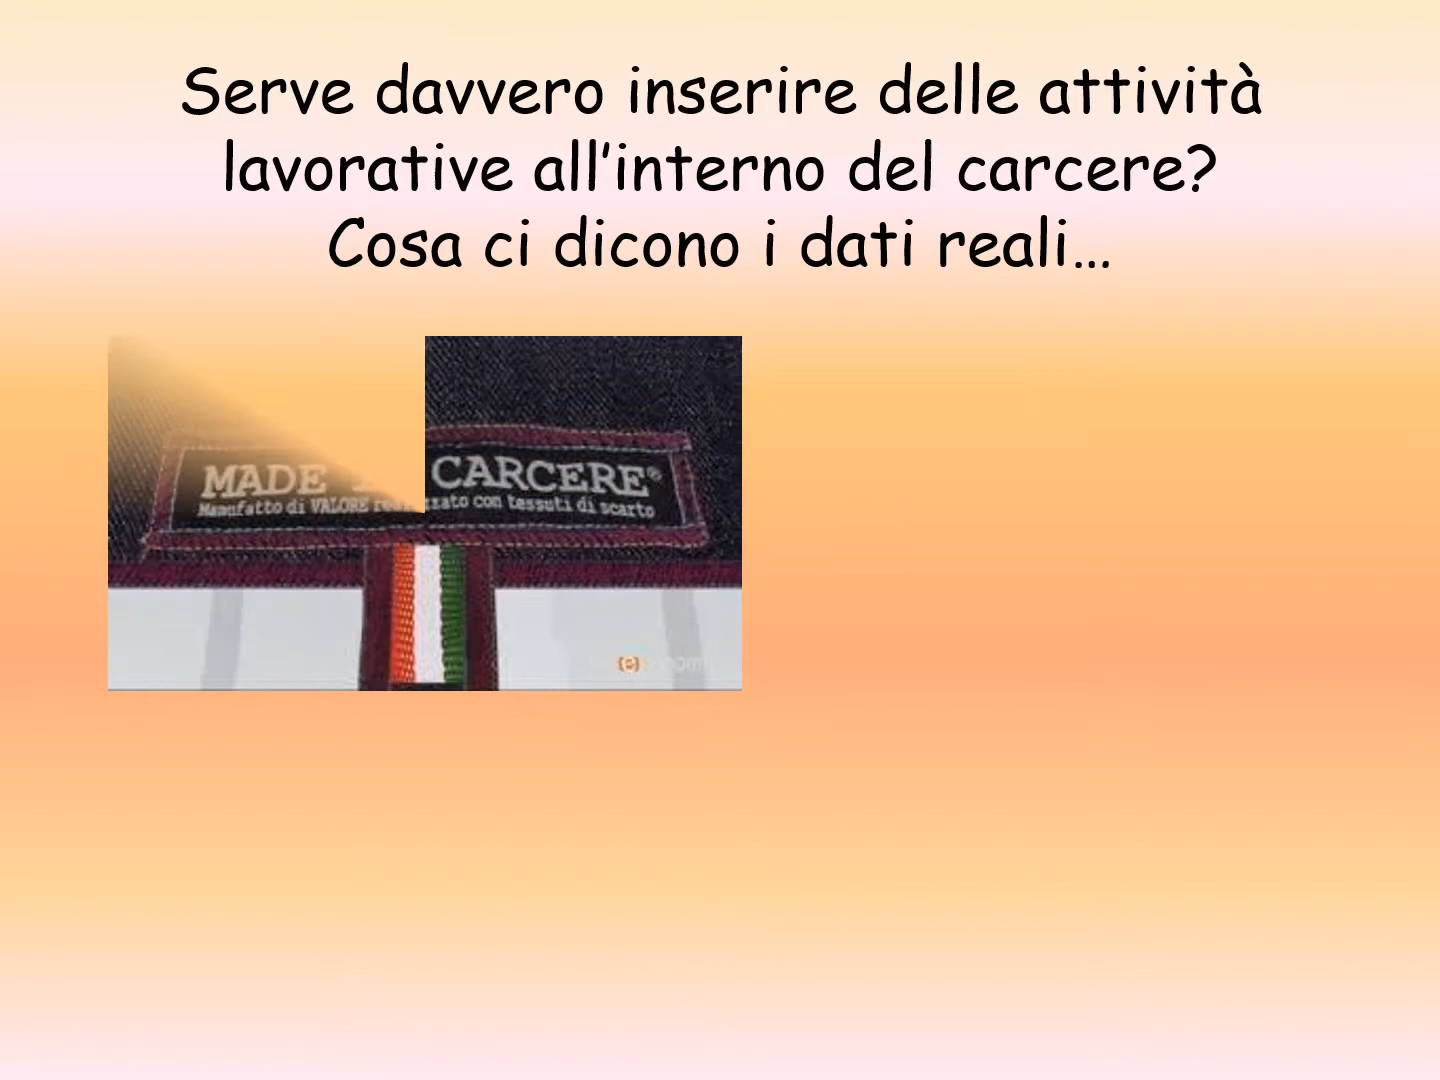 Serve davvero inserire delle attività
lavorative all’interno del carcere?
Cosa ci dicono i dati reali…
MADE CARCERE®
Manufatto di VALORE con tessuti di scarto